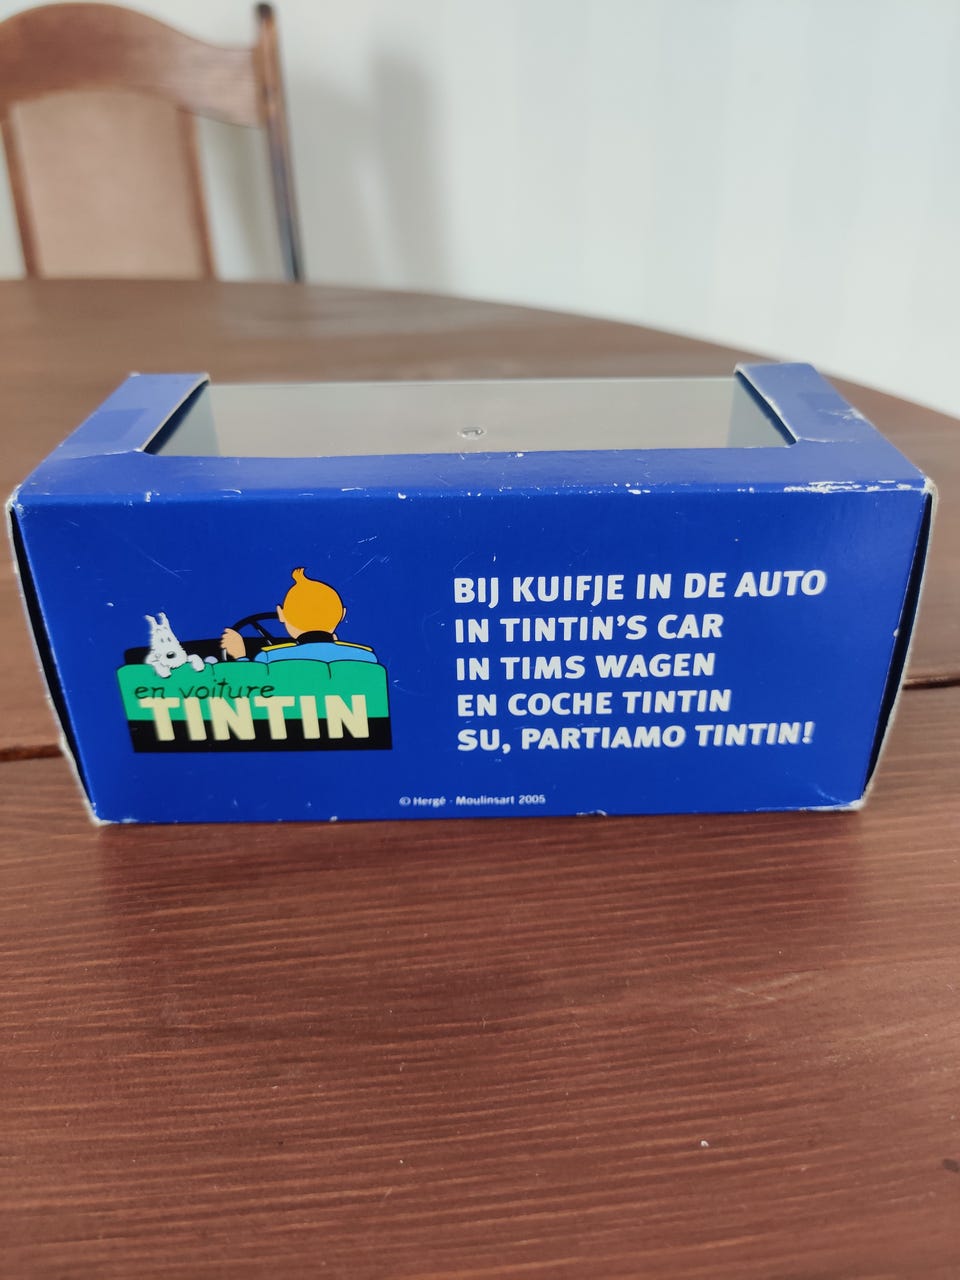 en voiture
TINTIN
BIJ KUIFJE IN DE AUTO
IN TINTIN'S CAR
IN TIMS WAGEN
EN COCHE TINTIN
SU, PARTIAMO TINTIN!
© Hergé - Moulinsart 2005